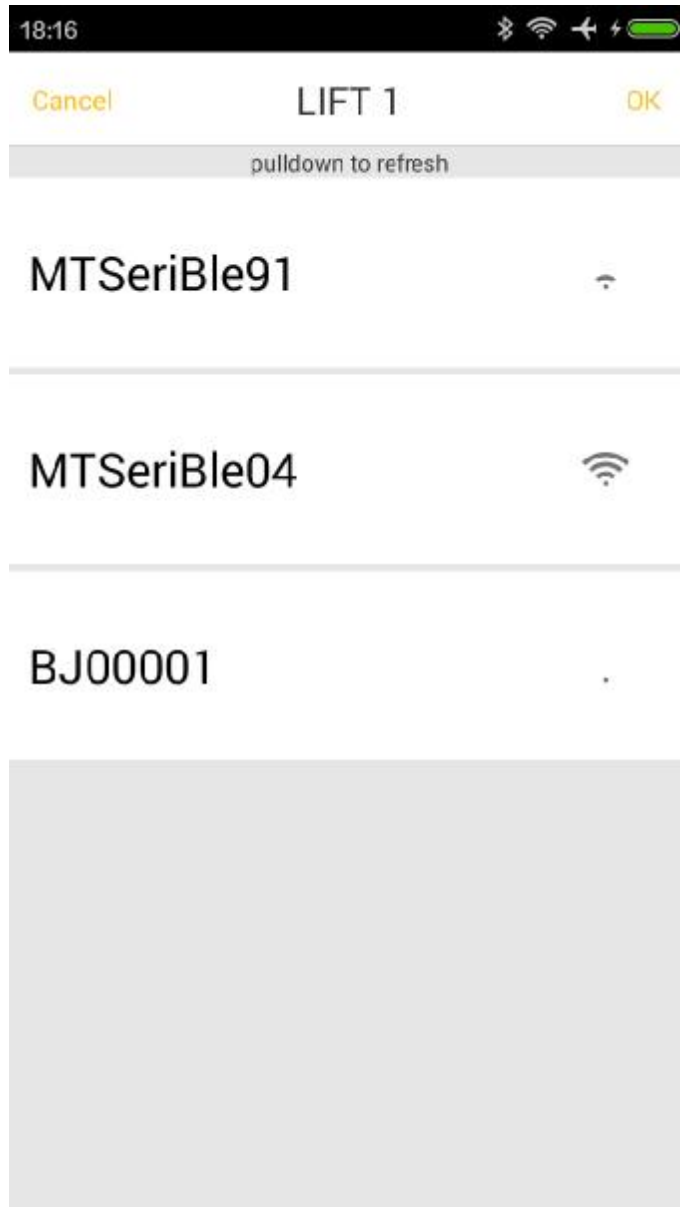 18:16
Cancel LIFT 1 OK
pulldown to refresh
MTSeriBle91
MTSeriBle04
BJ00001